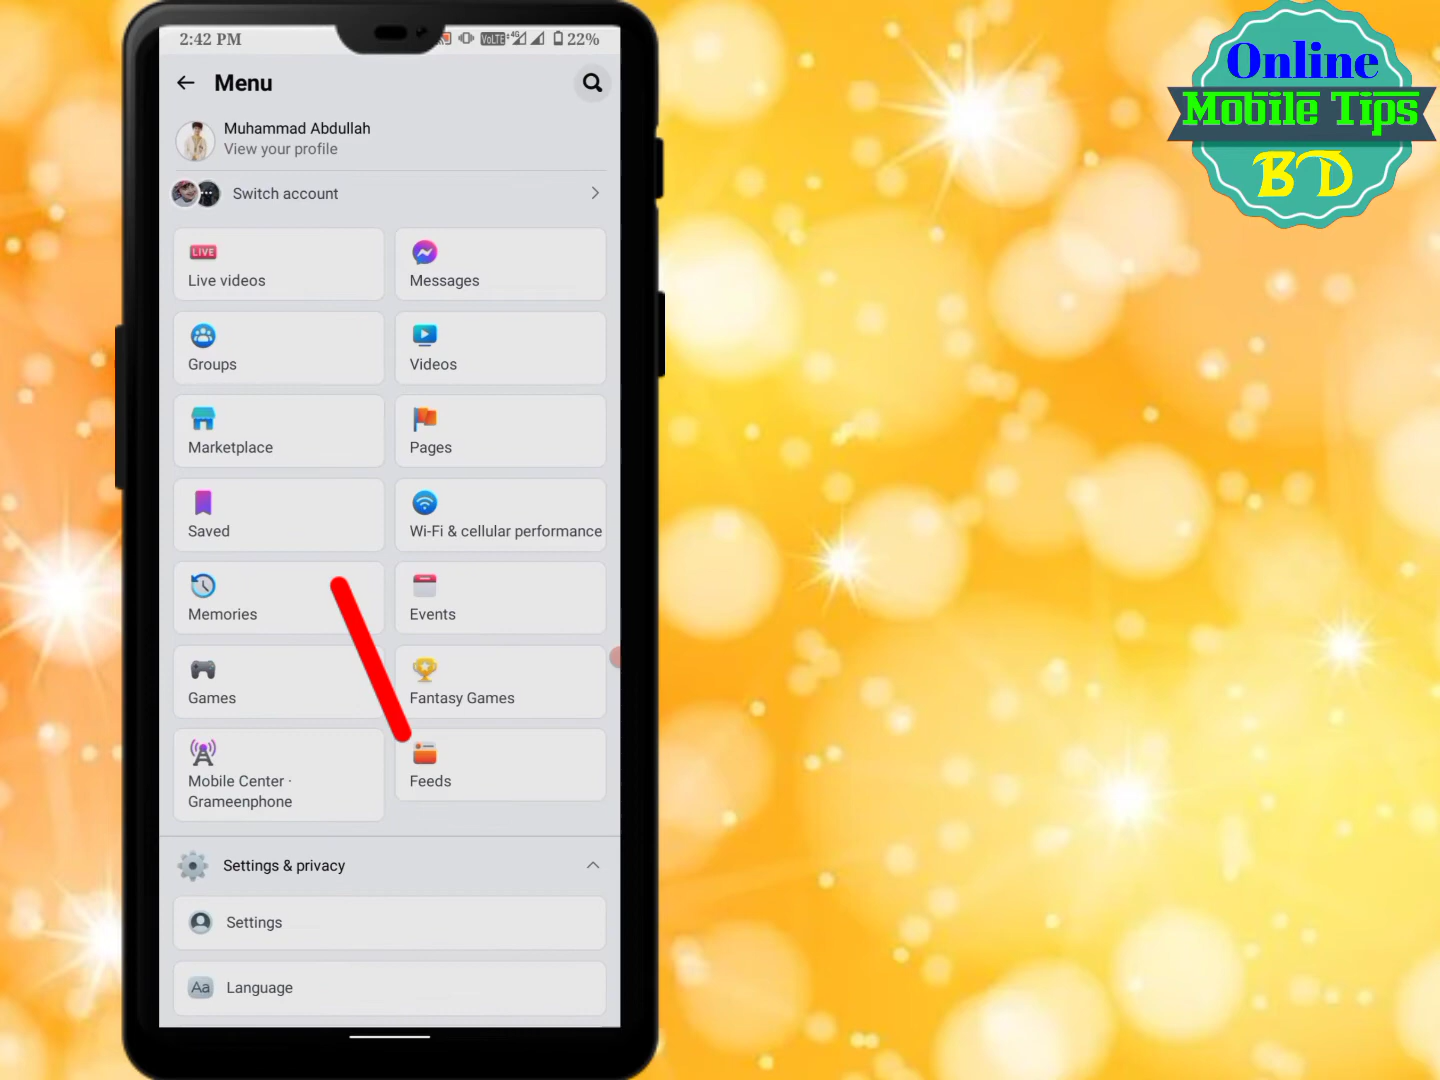 2:42 PM
VoLTE 4G 22%
Menu
Muhammad Abdullah
View your profile
Switch account
LIVE
Live videos
Messages
Groups
Videos
Marketplace
Pages
Saved
Wi-Fi & cellular performance
Memories
Events
Games
Fantasy Games
Mobile Center ·
Grameenphone
Feeds
Settings & privacy
Settings
Aa Language
Online
Mobile Tips
BD